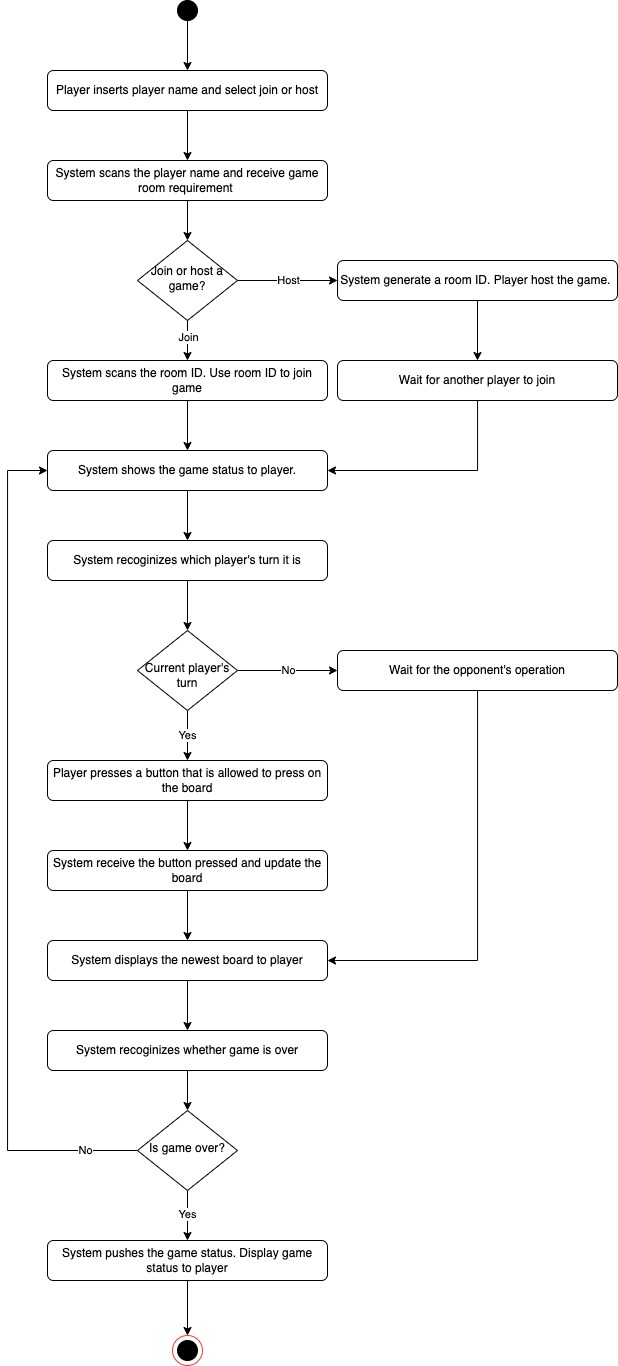 Player inserts player name and select join or host
System scans the player name and receive game
room requirement
Join or host a
game?
Host
System generate a room ID. Player host the game.
Join
System scans the room ID. Use room ID to join
game
Wait for another player to join
System shows the game status to player.
System recoginizes which player's turn it is
Current player's
turn
No
Wait for the opponent's operation
Yes
Player presses a button that is allowed to press on
the board
System receive the button pressed and update the
board
System displays the newest board to player
System recoginizes whether game is over
Is game over?
No
Yes
System pushes the game status. Display game
status to player